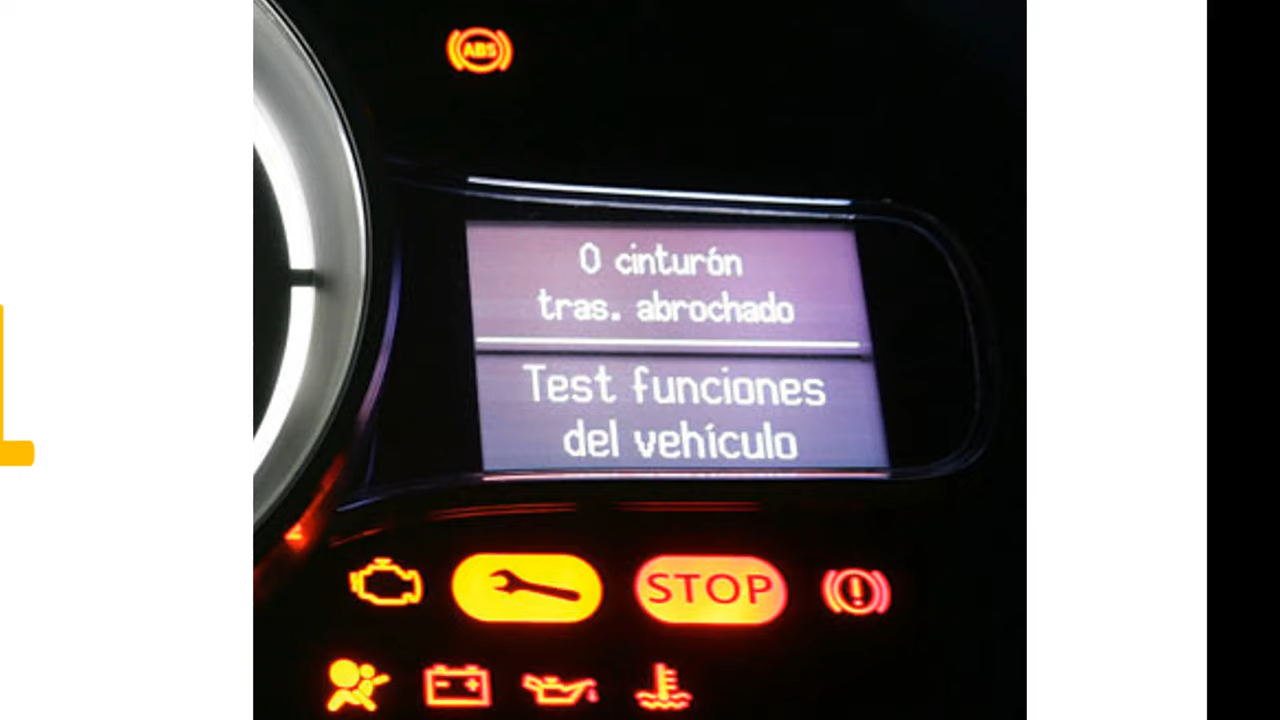 ABS
0 cinturón
tras. abrochado
Test funciones
del vehículo
STOP